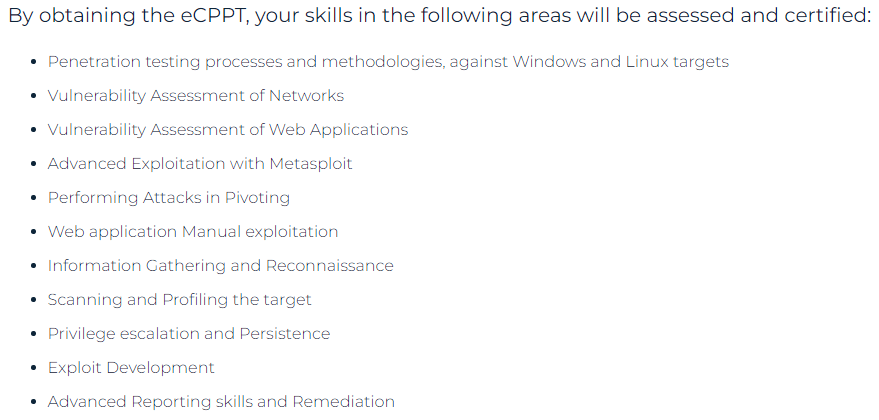 By obtaining the eCPPT, your skills in the following areas will be assessed and certified:
• Penetration testing processes and methodologies, against Windows and Linux targets
• Vulnerability Assessment of Networks
• Vulnerability Assessment of Web Applications
• Advanced Exploitation with Metasploit
• Performing Attacks in Pivoting
• Web application Manual exploitation
• Information Gathering and Reconnaissance
• Scanning and Profiling the target
• Privilege escalation and Persistence
• Exploit Development
• Advanced Reporting skills and Remediation